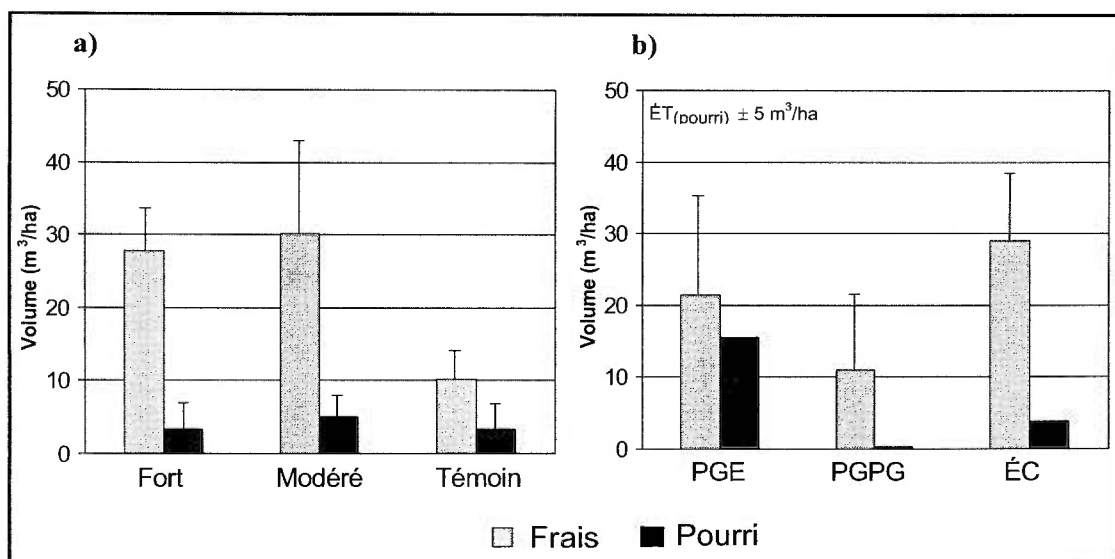 a)
50
40
30
20
10
0
Volume (m³/ha)
Fort Modéré Témoin
b)
50
40
30
20
10
0
Volume (m³/ha)
ÉT(pourri) ± 5 m³/ha
PGE PGPG ÉC
Frais Pourri